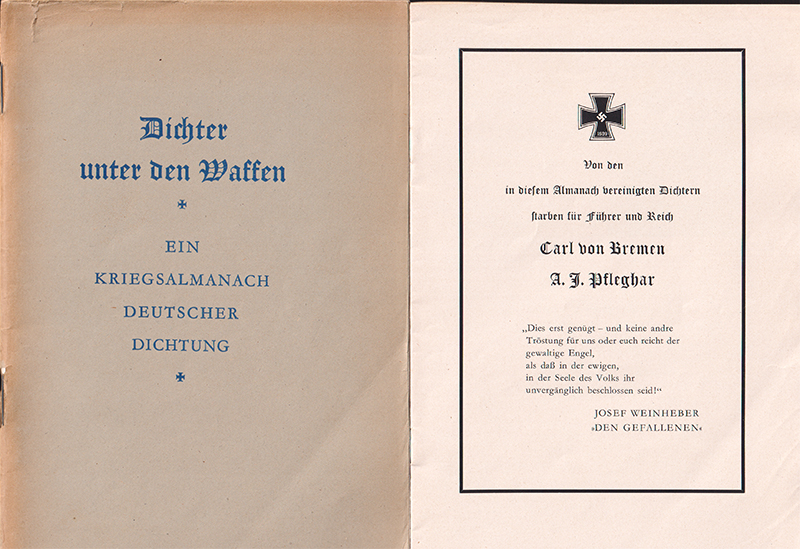 Dichter
unter den Waffen
EIN
KRIEGSALMANACH
DEUTSCHER
DICHTUNG
1939
Von den
in diesem Almanach vereinigten Dichtern
starben für Führer und Reich
Carl von Bremen
A. J. Pfleghar
„Dies erst genügt – und keine andre
Tröstung für uns oder euch reicht der
gewaltige Engel,
als daß in der ewigen,
in der Seele des Volks ihr
unvergänglich beschlossen seid!“
JOSEF WEINHEBER
»DEN GEFALLENEN«